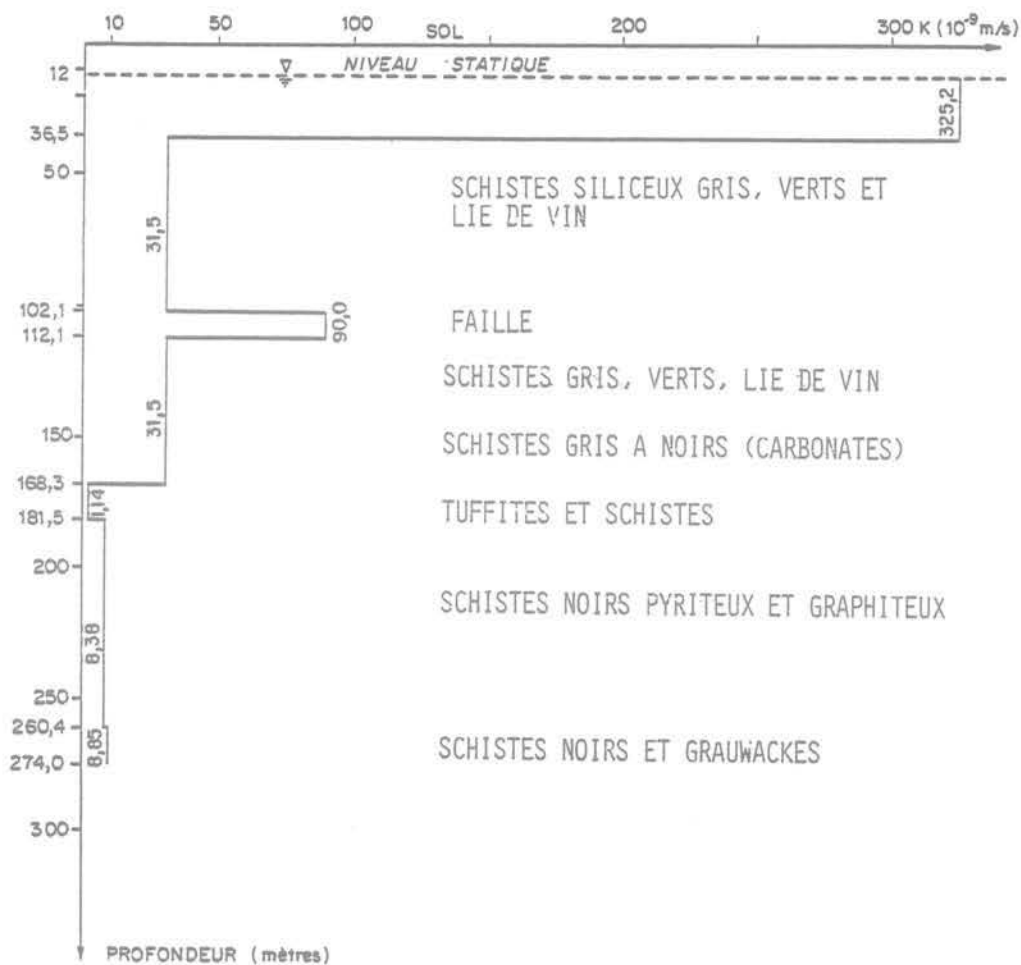 10 50 100 SOL 200 300 K (10⁻⁹ m/s)
NIVEAU STATIQUE
12
325,2
36,5
50
SCHISTES SILICEUX GRIS, VERTS ET
LIE DE VIN
31,5
102,1
90,0
FAILLE
112,1
SCHISTES GRIS, VERTS, LIE DE VIN
31,5
150
SCHISTES GRIS A NOIRS (CARBONATES)
168,3
1,14
TUFFITES ET SCHISTES
181,5
200
SCHISTES NOIRS PYRITEUX ET GRAPHITEUX
8,38
250
260,4
8,85
SCHISTES NOIRS ET GRAUWACKES
274,0
300
PROFONDEUR (mètres)